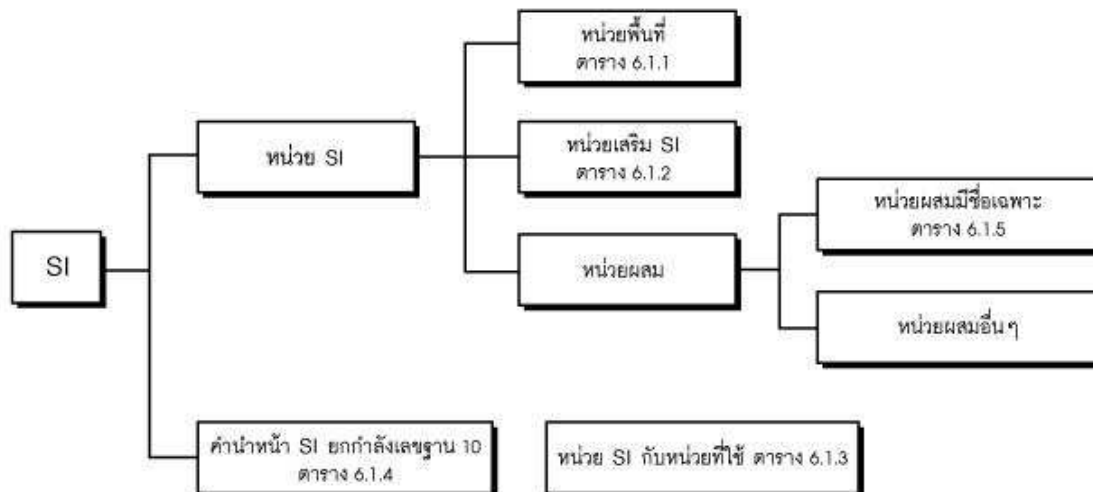 หน่วยพื้นที่
ตาราง 6.1.1
หน่วย SI
หน่วยเสริม SI
ตาราง 6.1.2
หน่วยผสมมีชื่อเฉพาะ
ตาราง 6.1.5
SI
หน่วยผสม
หน่วยผสมอื่นๆ
คำนำหน้า SI ยกกำลังเลขฐาน 10
ตาราง 6.1.4
หน่วย SI กับหน่วยที่ใช้ ตาราง 6.1.3